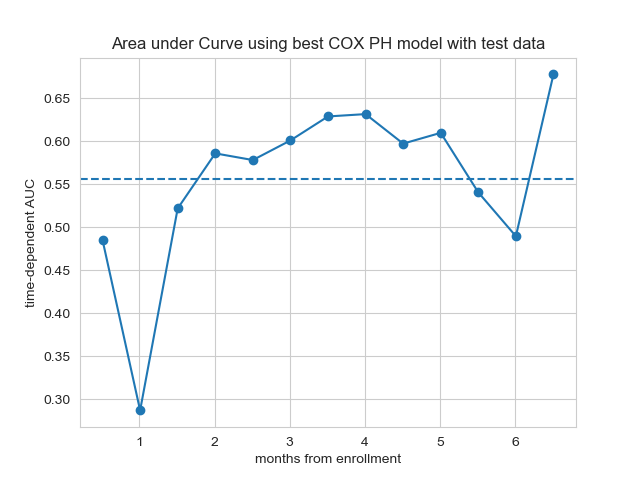 Area under Curve using best COX PH model with test data
time-dependent AUC
0.65
0.60
0.55
0.50
0.45
0.40
0.35
0.30
1 2 3 4 5 6
months from enrollment